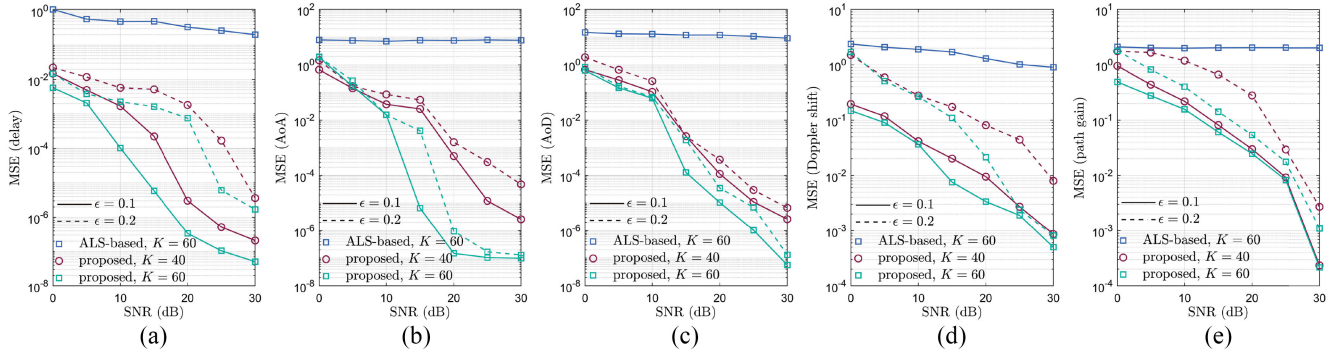 MSE (delay)
10^0
10^-2
10^-4
10^-6
10^-8
ϵ = 0.1
ϵ = 0.2
ALS-based, K = 60
proposed, K = 40
proposed, K = 60
0 10 20 30
SNR (dB)
(a)
MSE (AoA)
10^4
10^2
10^0
10^-2
10^-4
10^-6
10^-8
ϵ = 0.1
ϵ = 0.2
ALS-based, K = 60
proposed, K = 40
proposed, K = 60
0 10 20 30
SNR (dB)
(b)
MSE (AoD)
10^4
10^2
10^0
10^-2
10^-4
10^-6
10^-8
ϵ = 0.1
ϵ = 0.2
ALS-based, K = 60
proposed, K = 40
proposed, K = 60
0 10 20 30
SNR (dB)
(c)
MSE (Doppler shift)
10^1
10^0
10^-1
10^-2
10^-3
10^-4
ϵ = 0.1
ϵ = 0.2
ALS-based, K = 60
proposed, K = 40
proposed, K = 60
0 10 20 30
SNR (dB)
(d)
MSE (path gain)
10^1
10^0
10^-1
10^-2
10^-3
10^-4
ϵ = 0.1
ϵ = 0.2
ALS-based, K = 60
proposed, K = 40
proposed, K = 60
0 10 20 30
SNR (dB)
(e)